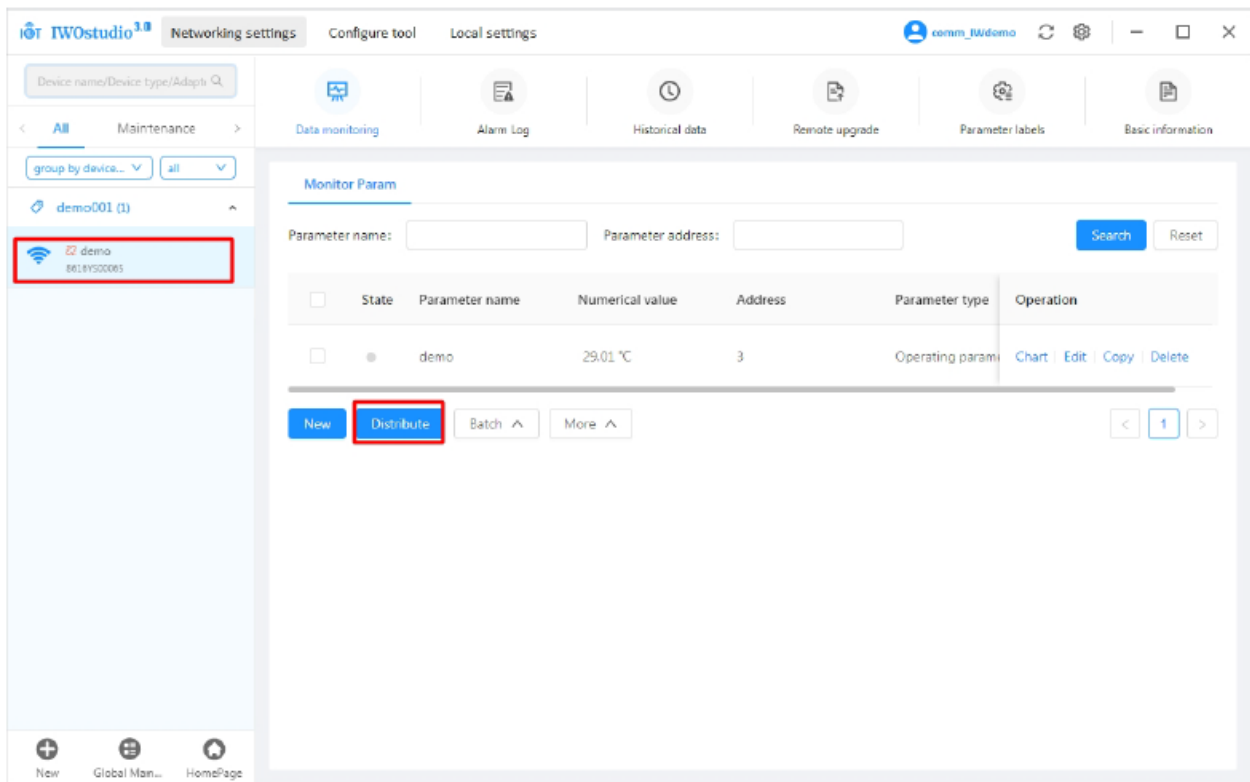 IOT IWOstudio3.0 Networking settings Configure tool Local settings comm_IWdemo
Device name/Device type/Adapt
All Maintenance
Data monitoring Alarm Log Historical data Remote upgrade Parameter labels Basic information
group by device... all
Monitor Param
demo001 (1)
Parameter name: Parameter address: Search Reset
demo
8618YS00065
State Parameter name Numerical value Address Parameter type Operation
demo 29.01 ℃ 3 Operating param Chart Edit Copy Delete
New Distribute Batch More < 1 >
New Global Man... HomePage